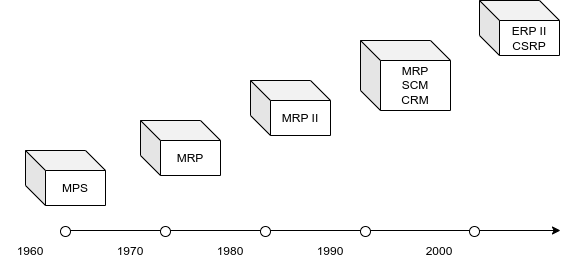 ERP II
CSRP
MRP
SCM
CRM
MRP II
MRP
MPS
1960
1970
1980
1990
2000